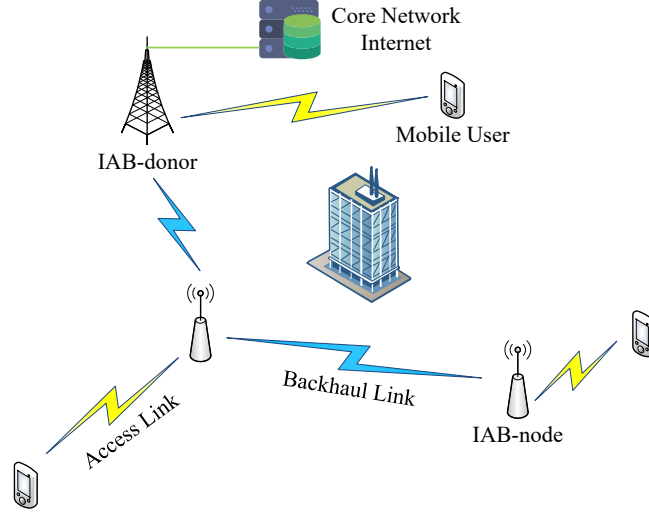 Core Network
Internet
Mobile User
IAB-donor
Backhaul Link
Access Link
IAB-node